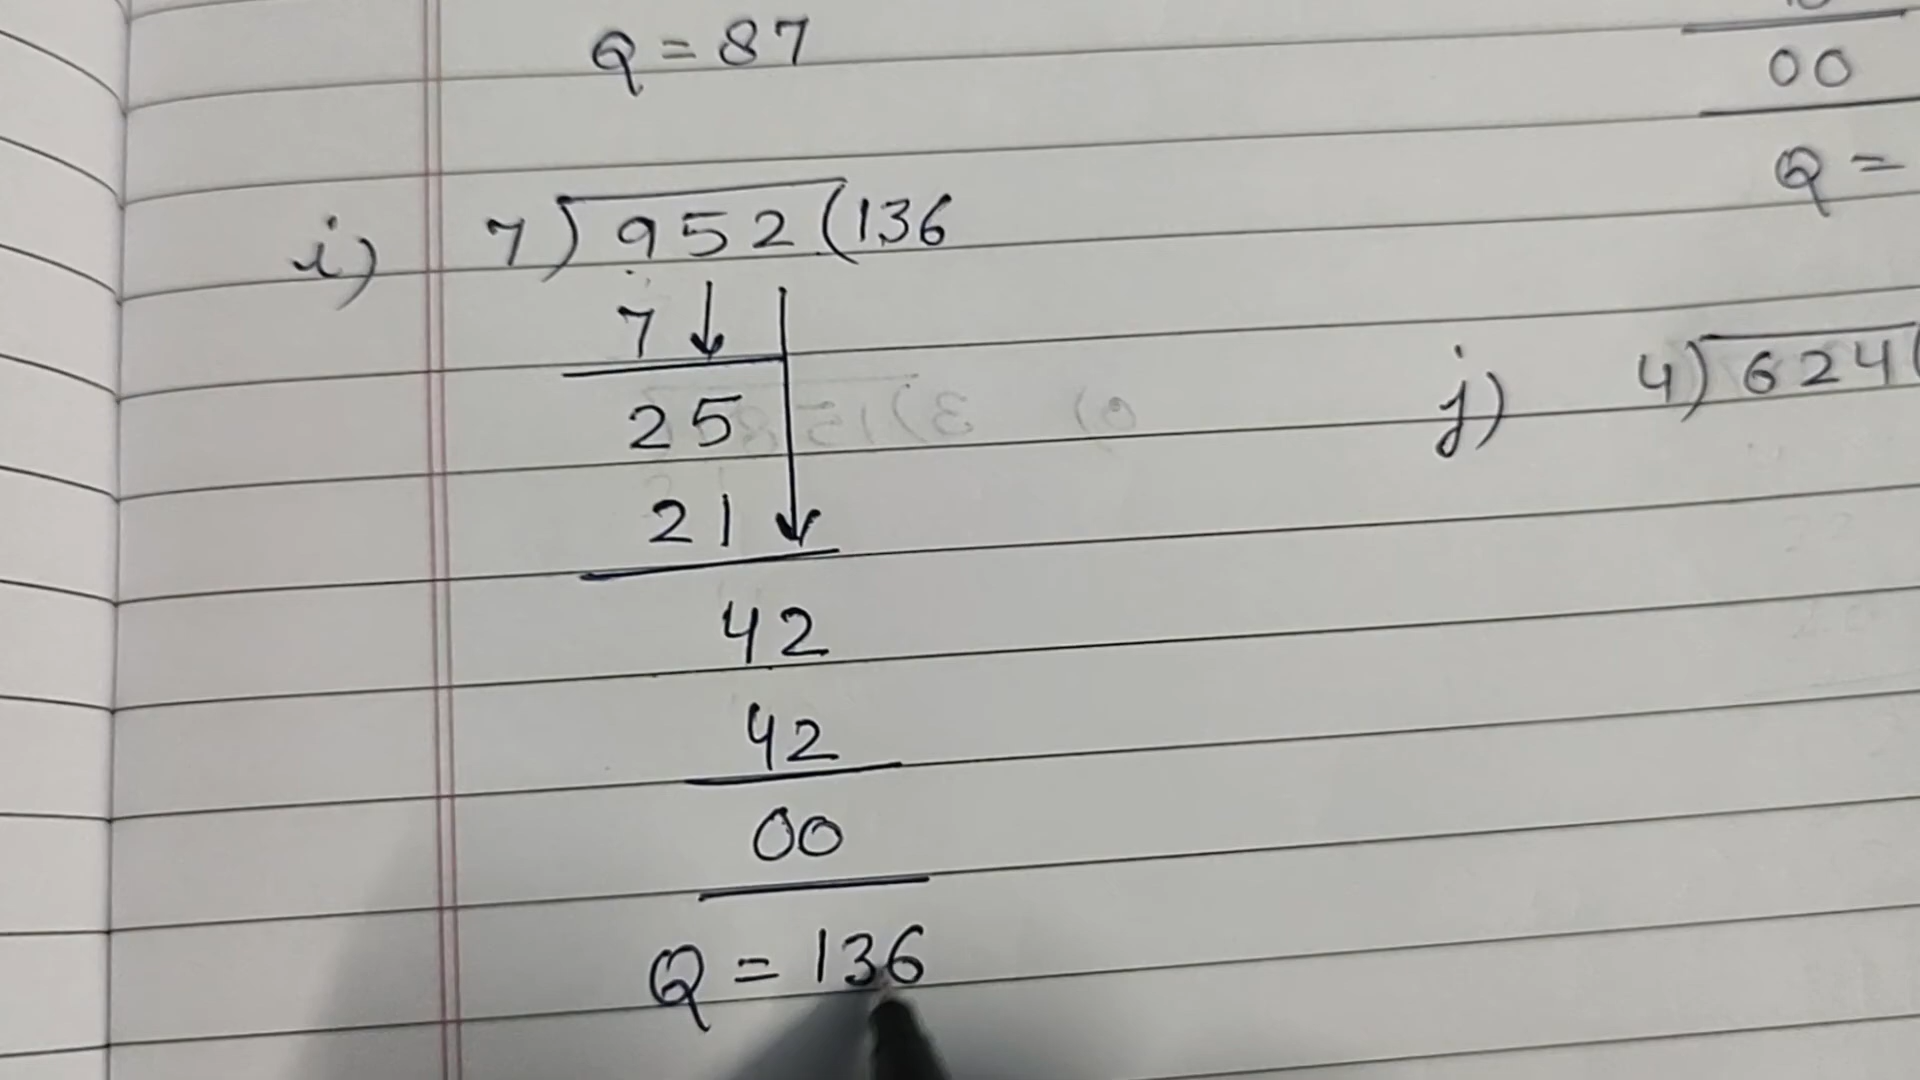 Q = 87
00
Q =
i) 7) 952 (136
7
25
21
42
42
00
Q = 136
j) 4) 624 (